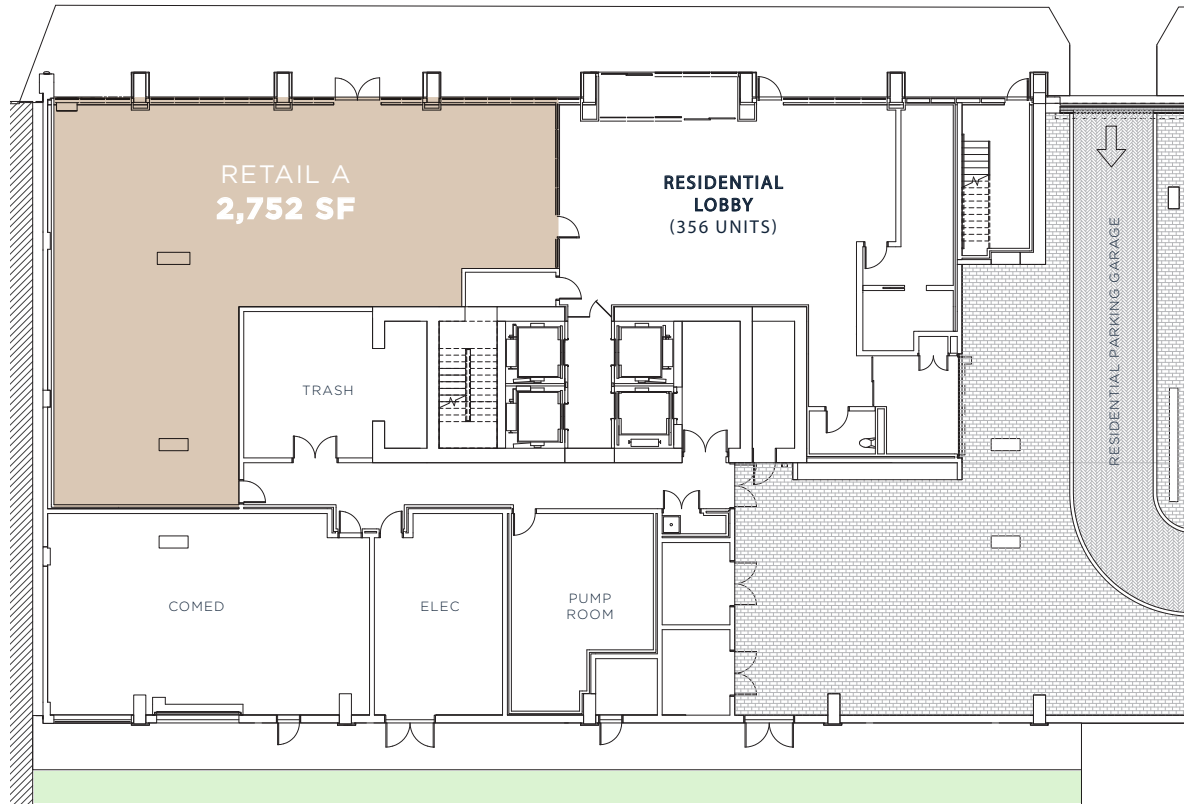 RETAIL A
2,752 SF
RESIDENTIAL
LOBBY
(356 UNITS)
RESIDENTIAL PARKING GARAGE
TRASH
COMED
ELEC
PUMP
ROOM